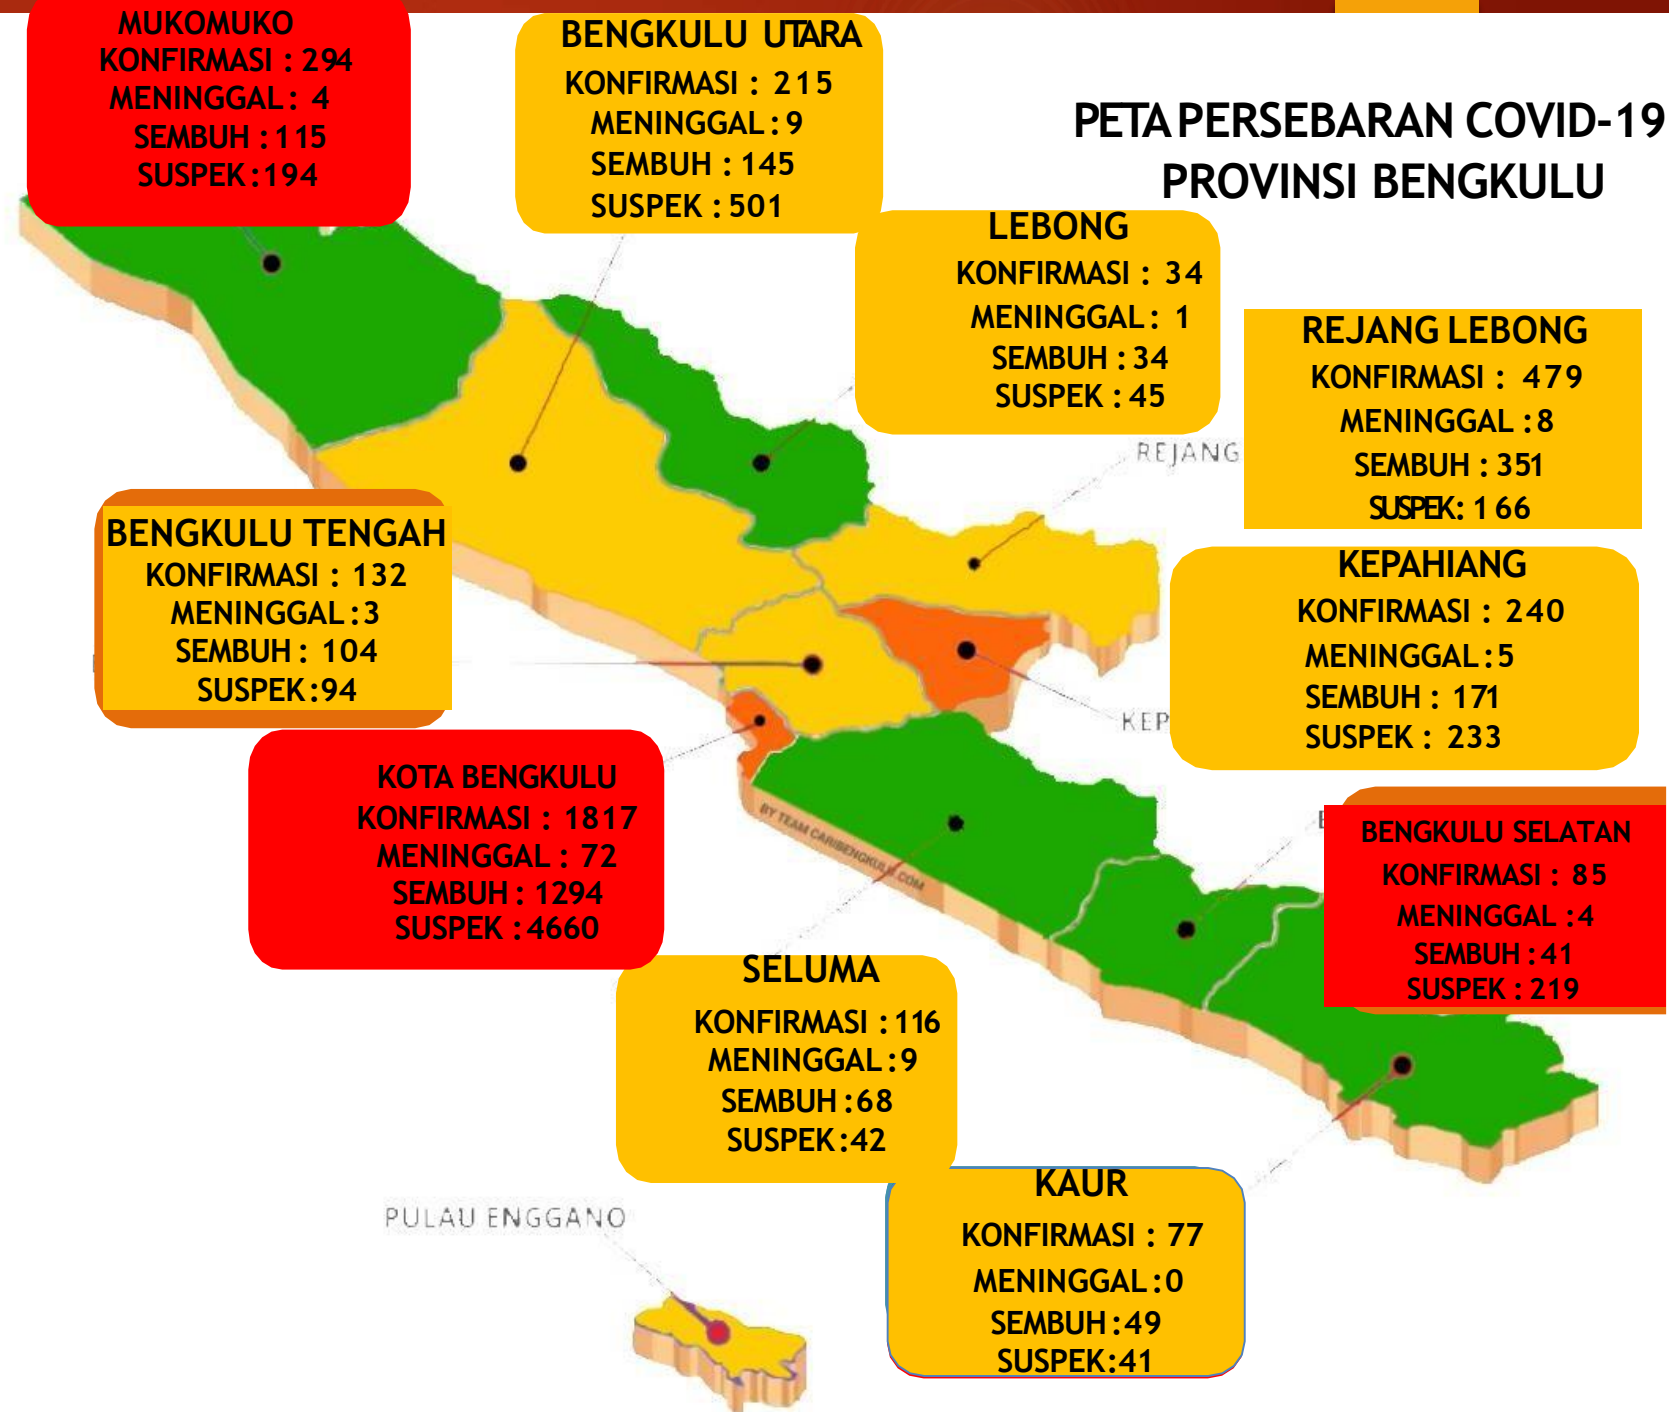 MUKOMUKO
KONFIRMASI : 294
MENINGGAL : 4
SEMBUH : 115
SUSPEK : 194
BENGKULU UTARA
KONFIRMASI : 215
MENINGGAL : 9
SEMBUH : 145
SUSPEK : 501
PETA PERSEBARAN COVID-19
PROVINSI BENGKULU
LEBONG
KONFIRMASI : 34
MENINGGAL : 1
SEMBUH : 34
SUSPEK : 45
REJANG LEBONG
KONFIRMASI : 479
MENINGGAL : 8
SEMBUH : 351
SUSPEK : 166
REJANG
BENGKULU TENGAH
KONFIRMASI : 132
MENINGGAL : 3
SEMBUH : 104
SUSPEK : 94
KEPAHIANG
KONFIRMASI : 240
MENINGGAL : 5
SEMBUH : 171
SUSPEK : 233
KEP
KOTA BENGKULU
KONFIRMASI : 1817
MENINGGAL : 72
SEMBUH : 1294
SUSPEK : 4660
BY TEAM CARIBENGKULU.COM
BENGKULU SELATAN
KONFIRMASI : 85
MENINGGAL : 4
SEMBUH : 41
SUSPEK : 219
SELUMA
KONFIRMASI : 116
MENINGGAL : 9
SEMBUH : 68
SUSPEK : 42
KAUR
KONFIRMASI : 77
MENINGGAL : 0
SEMBUH : 49
SUSPEK : 41
PULAU ENGGANO